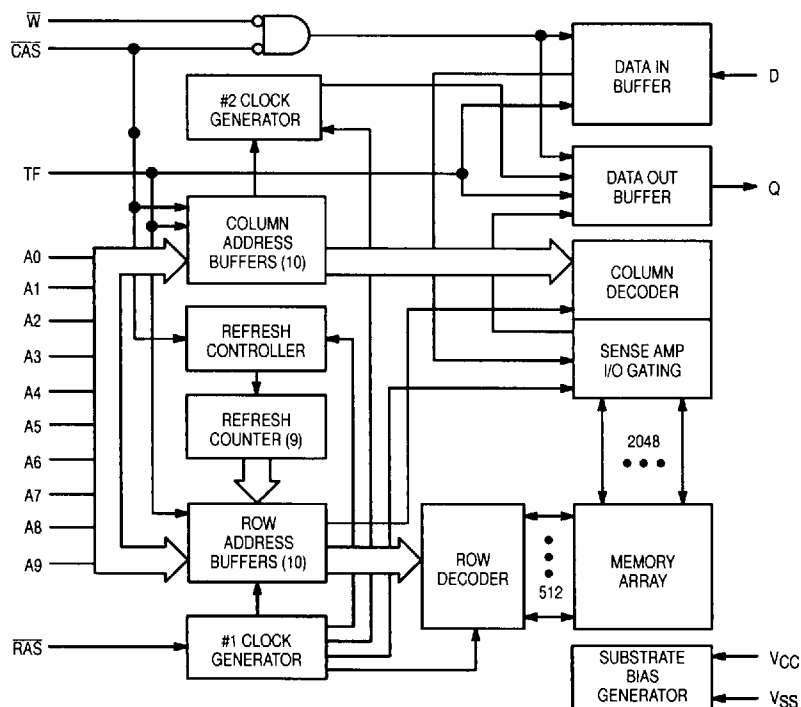 W
CAS
DATA IN
BUFFER
D
#2 CLOCK
GENERATOR
TF
DATA OUT
BUFFER
Q
COLUMN
ADDRESS
BUFFERS (10)
COLUMN
DECODER
A0
A1
A2
A3
A4
A5
A6
A7
A8
A9
REFRESH
CONTROLLER
SENSE AMP
I/O GATING
REFRESH
COUNTER (9)
2048
ROW
ADDRESS
BUFFERS (10)
ROW
DECODER
512
MEMORY
ARRAY
RAS
#1 CLOCK
GENERATOR
SUBSTRATE
BIAS
GENERATOR
VCC
VSS